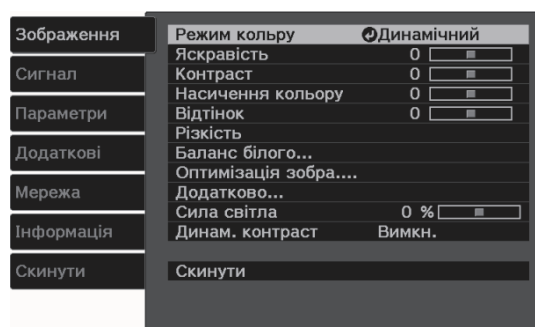 Зображення
Сигнал
Параметри
Додаткові
Мережа
Інформація
Скинути
Режим кольру Динамічний
Яскравість 0
Контраст 0
Насичення кольору 0
Відтінок 0
Різкість
Баланс білого...
Оптимізація зобра....
Додатково...
Сила світла 0 %
Динам. контраст Вимкн.
Скинути